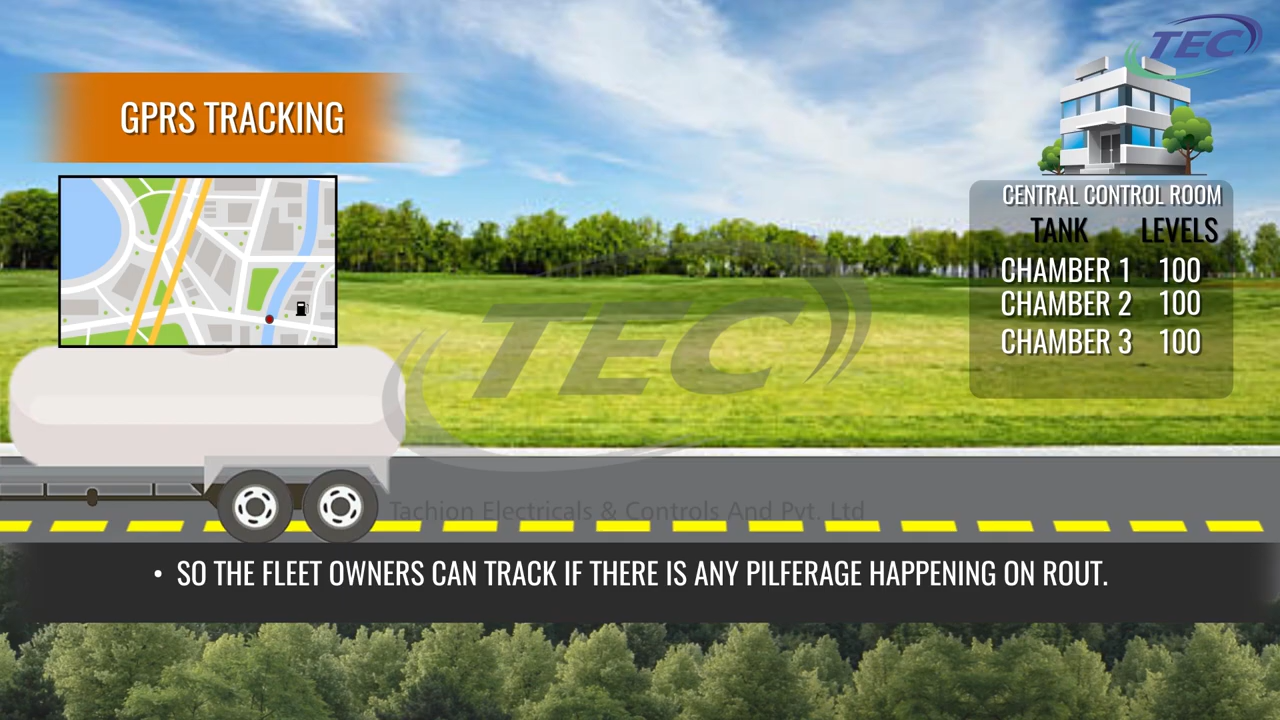 TEC
GPRS TRACKING
CENTRAL CONTROL ROOM
TANK LEVELS
CHAMBER 1 100
CHAMBER 2 100
CHAMBER 3 100
TEC
Tachion Electricals & Controls And Pvt. Ltd
• SO THE FLEET OWNERS CAN TRACK IF THERE IS ANY PILFERAGE HAPPENING ON ROUT.